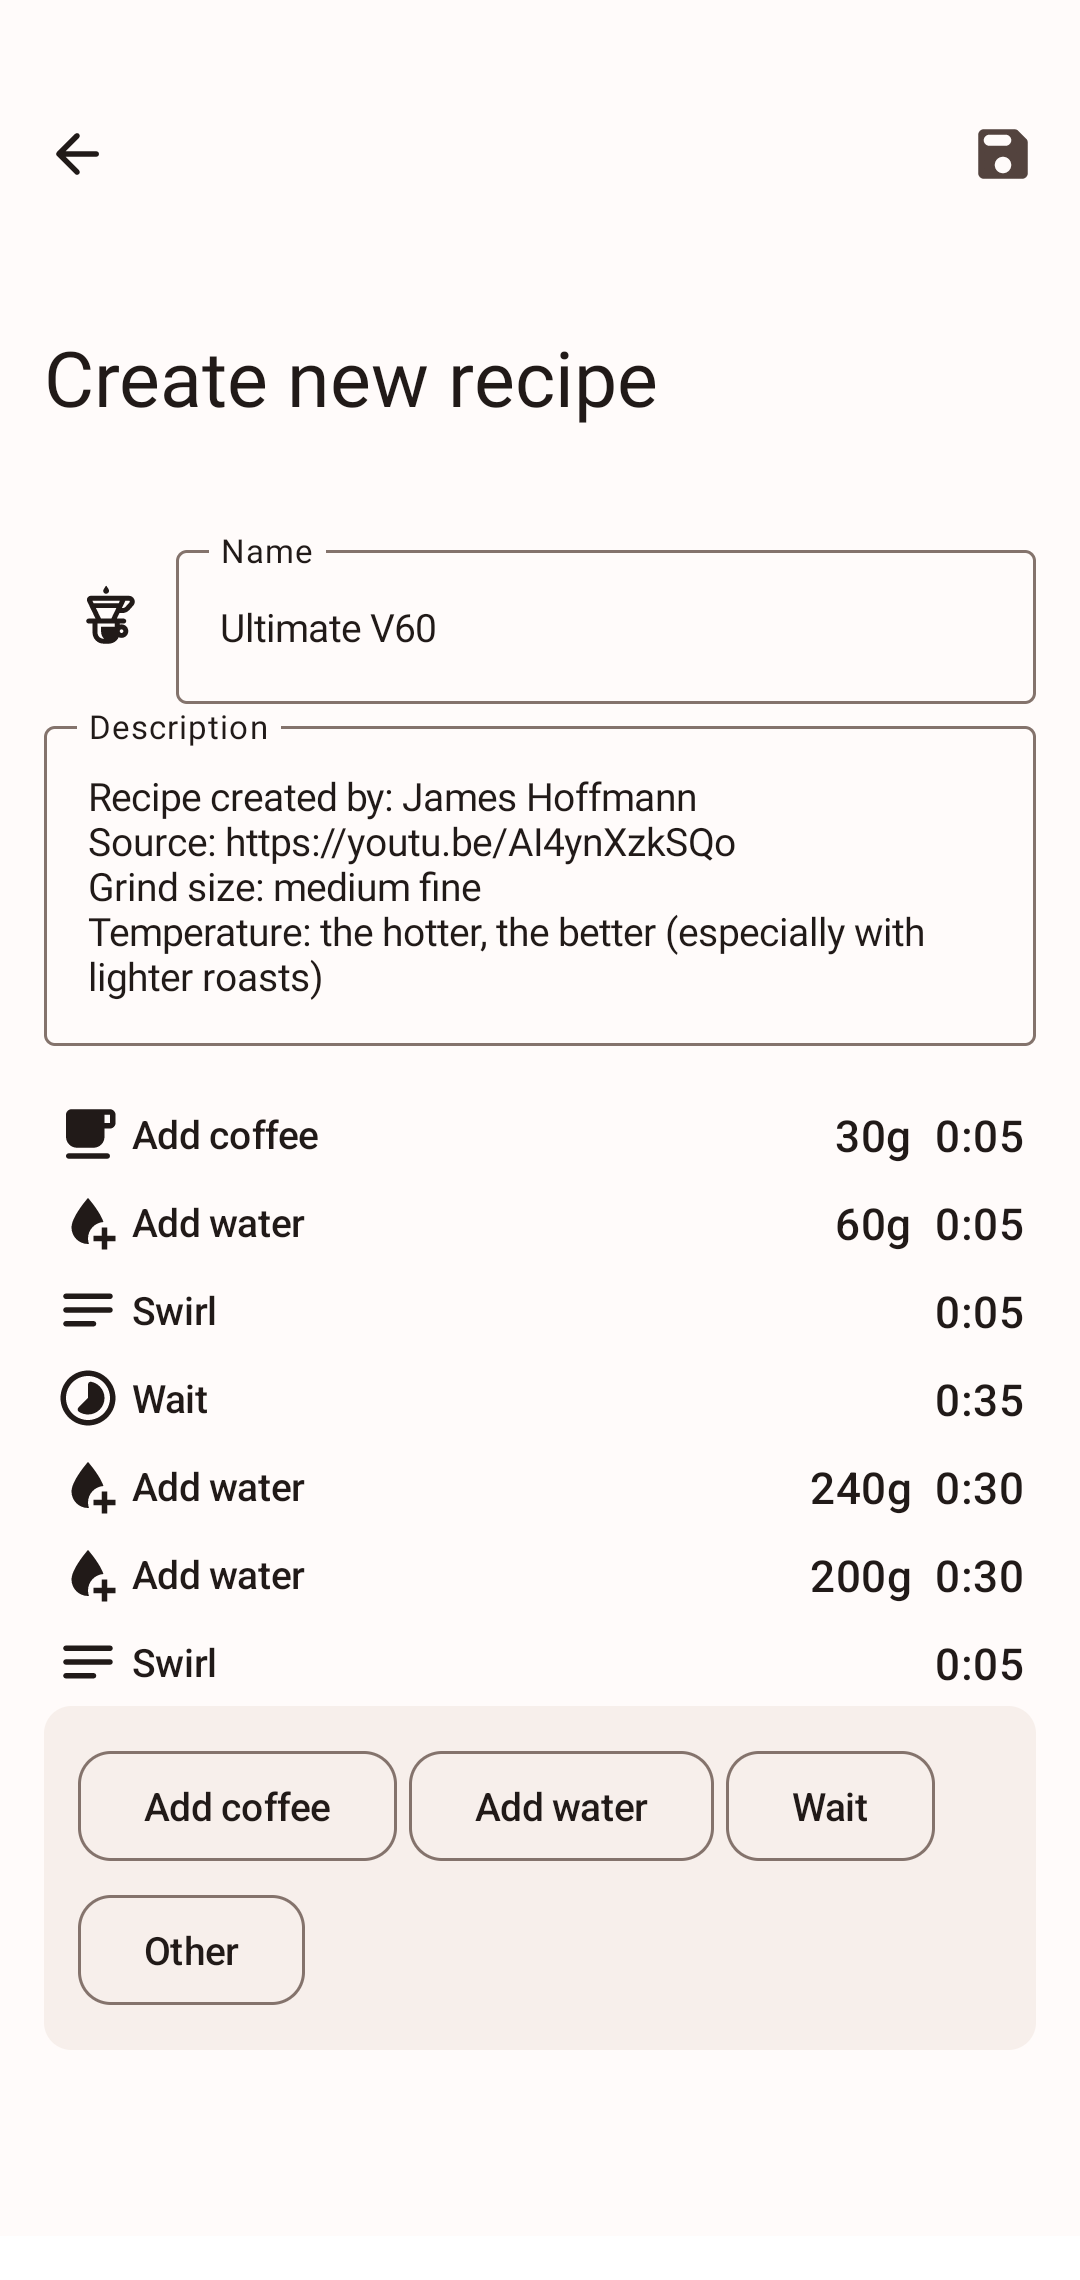 Create new recipe
Name
Ultimate V60
Description
Recipe created by: James Hoffmann
Source: https://youtu.be/AI4ynXzkSQo
Grind size: medium fine
Temperature: the hotter, the better (especially with
lighter roasts)
Add coffee 30g 0:05
Add water 60g 0:05
Swirl 0:05
Wait 0:35
Add water 240g 0:30
Add water 200g 0:30
Swirl 0:05
Add coffee Add water Wait
Other